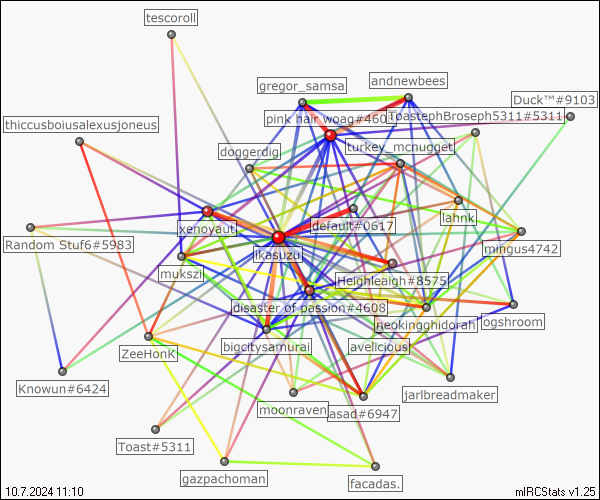 tescoroll
andnewbees
gregor_samsa
Duck™#9103
pink hair woag#460
ToastephBroseph5311#5311
thiccusboiusalexusjoneus
turkey_mcnugget
doggerdig
lahnk
default#0617
xenoyaut
Random Stuf6#5983
mingus4742
ikasuzu
mukszi
Heighleaigh#8575
disaster of passion#4608
ogshroom
neokingghidorah
bigcitysamurai
avelicious
ZeeHonk
Knowun#6424
jarlbreadmaker
moonraven
asad#6947
Toast#5311
gazpachoman
facadas.
10.7.2024 11:10
mIRCStats v1.25